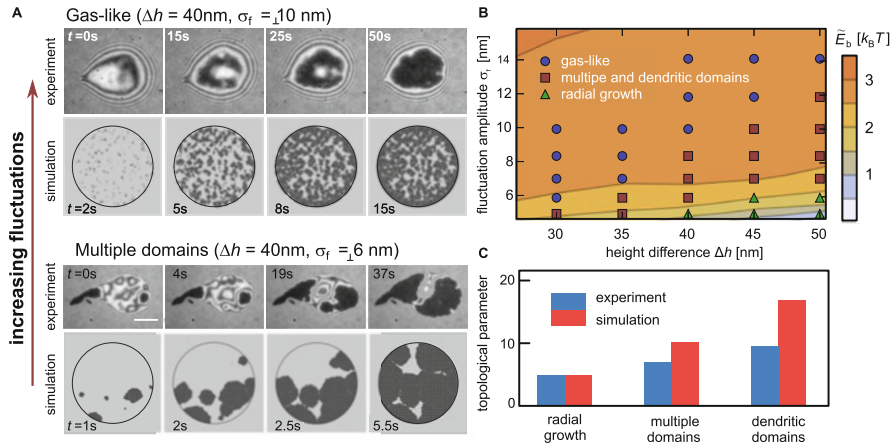 A
Gas-like (Δh = 40nm, σf =⊥10 nm)
increasing fluctuations
experiment
t=0s
15s
25s
50s
simulation
t=2s
5s
8s
15s
Multiple domains (Δh = 40nm, σf =⊥6 nm)
experiment
t=0s
4s
19s
37s
simulation
t=1s
2s
2.5s
5.5s
B
fluctuation amplitude σf [nm]
14
12
10
8
6
gas-like
multipe and dendritic domains
radial growth
30
35
40
45
50
height difference Δh [nm]
Ẽb [kBT]
3
2
1
C
topological parameter
20
10
0
experiment
simulation
radial growth
multiple domains
dendritic domains